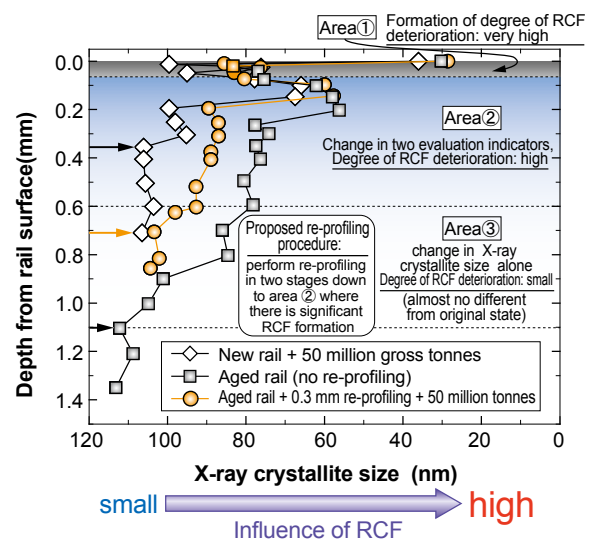 Area①
Formation of degree of RCF
deterioration: very high
0.0
0.2
0.4
0.6
0.8
1.0
1.2
1.4
Depth from rail surface(mm)
Area②
Change in two evaluation indicators,
Degree of RCF deterioration: high
Area③
change in X-ray
crystallite size alone
Degree of RCF deterioration: small
(almost no different
from original state)
Proposed re-profiling
procedure:
perform re-profiling
in two stages down
to area ② where
there is significant
RCF formation
New rail + 50 million gross tonnes
Aged rail (no re-profiling)
Aged rail + 0.3 mm re-profiling + 50 million tonnes
120 100 80 60 40 20 0
X-ray crystallite size (nm)
small high
Influence of RCF